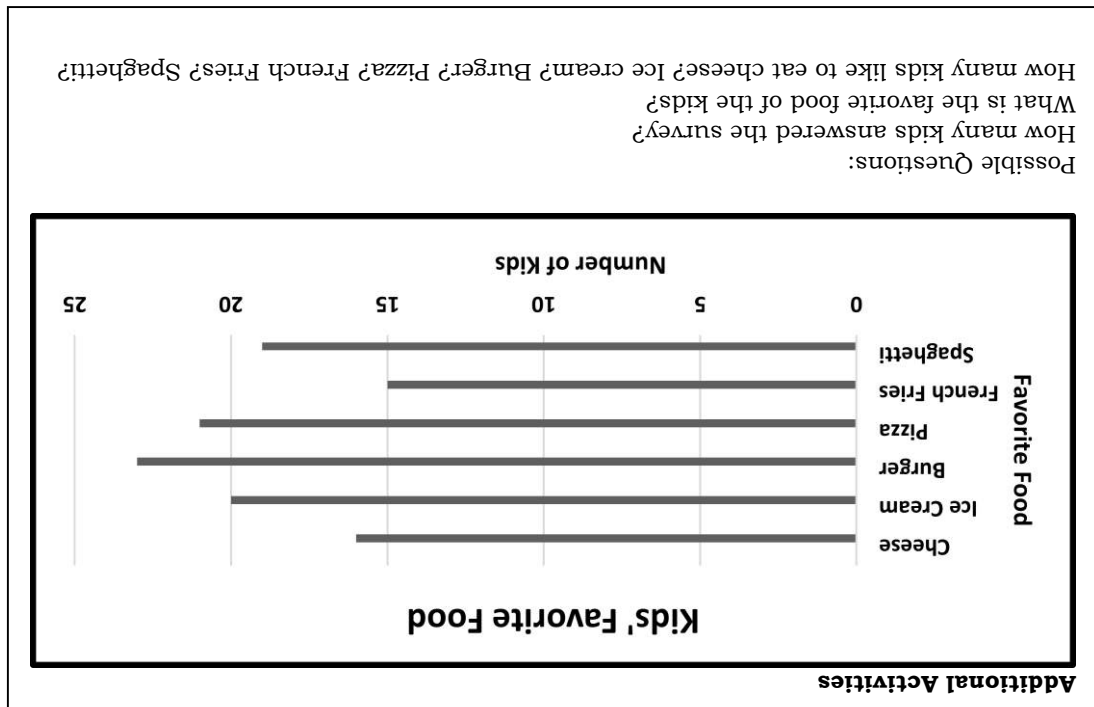 Additional Activities
Kids' Favorite Food
Favorite Food
Cheese
Ice Cream
Burger
Pizza
French Fries
Spaghetti
0 5 10 15 20 25
Number of Kids
Possible Questions:
How many kids answered the survey?
What is the favorite food of the kids?
How many kids like to eat cheese? Ice cream? Burger? Pizza? French Fries? Spaghetti?